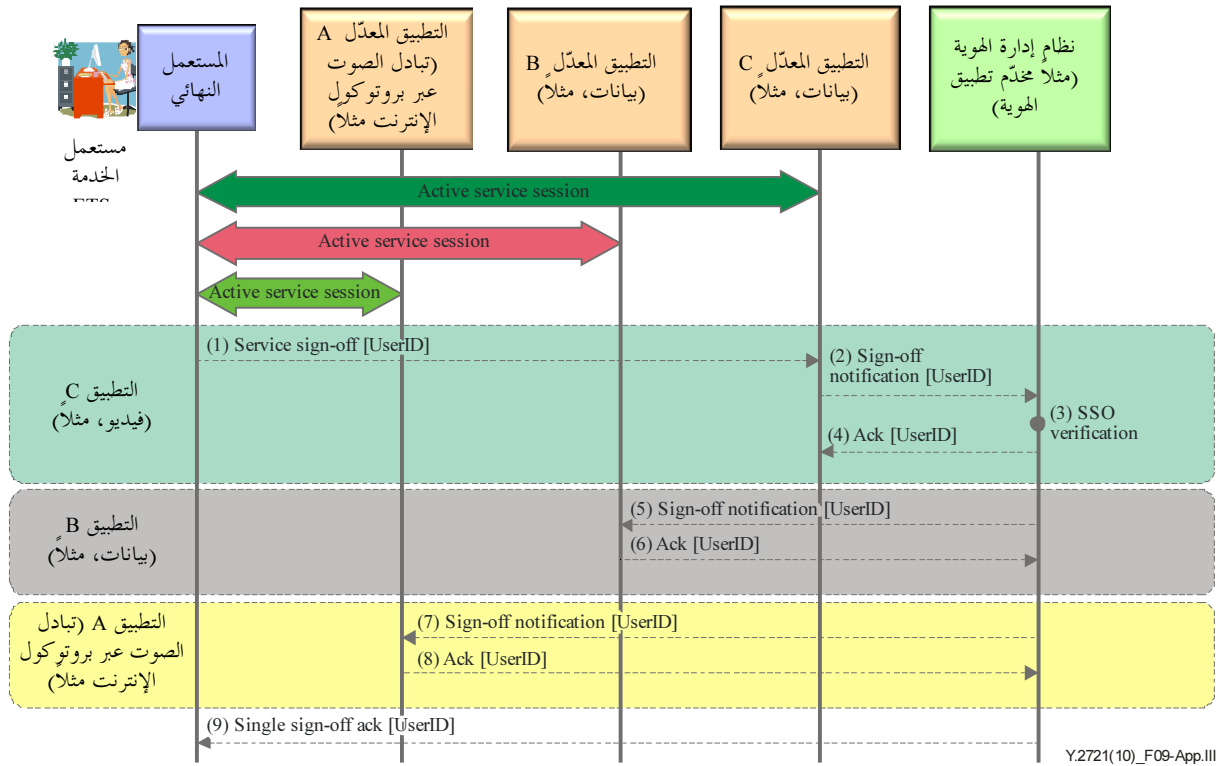 المستعمل
النهائي
التطبيق المعدّل A
(تبادل الصوت
عبر بروتوكول
الإنترنت مثلاً)
التطبيق المعدّل B
(بيانات، مثلاً)
التطبيق المعدّل C
(بيانات، مثلاً)
نظام إدارة الهوية
(مثلاً مخدّم تطبيق
الهوية)
مستعمل
الخدمة
ETS
Active service session
Active service session
Active service session
(1) Service sign-off [UserID]
(2) Sign-off
notification [UserID]
التطبيق C
(فيديو، مثلاً)
(3) SSO
verification
(4) Ack [UserID]
(5) Sign-off notification [UserID]
التطبيق B
(بيانات، مثلاً)
(6) Ack [UserID]
التطبيق A (تبادل
الصوت عبر بروتوكول
الإنترنت مثلاً)
(7) Sign-off notification [UserID]
(8) Ack [UserID]
(9) Single sign-off ack [UserID]
Y.2721(10)_F09-App.III